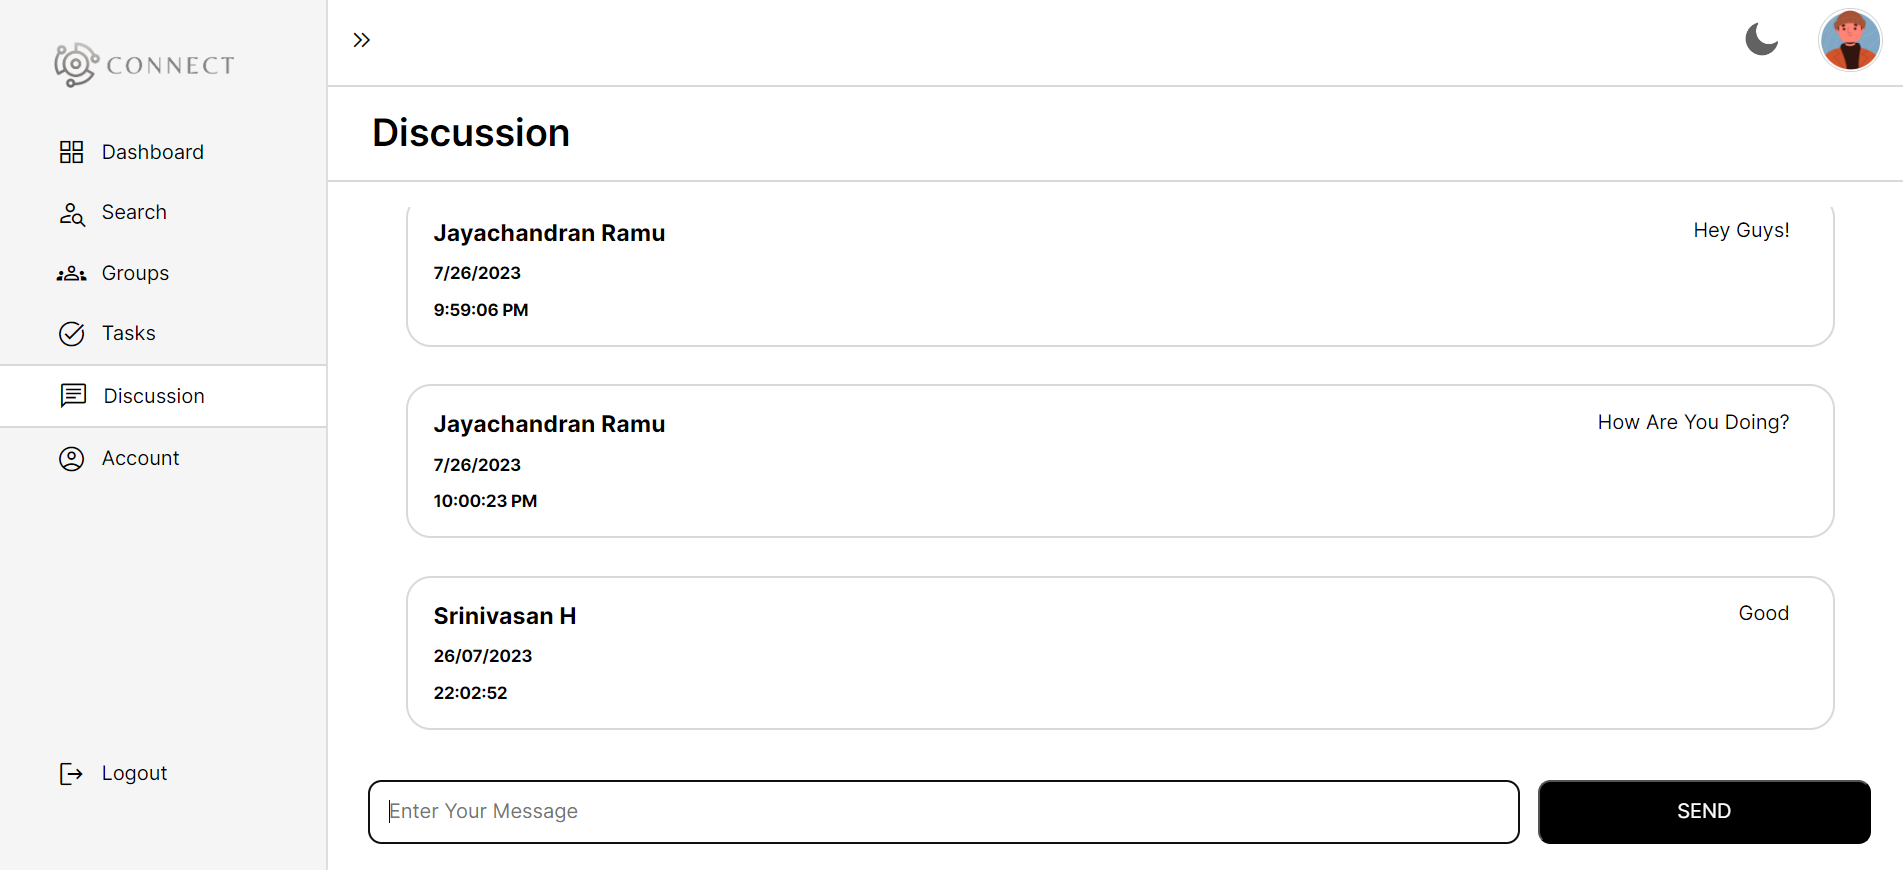 CONNECT
Dashboard
Search
Groups
Tasks
Discussion
Account
Logout
Discussion
Jayachandran Ramu
Hey Guys!
7/26/2023
9:59:06 PM
Jayachandran Ramu
How Are You Doing?
7/26/2023
10:00:23 PM
Srinivasan H
Good
26/07/2023
22:02:52
Enter Your Message
SEND